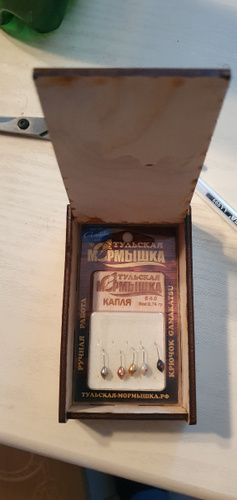 ТУЛЬСКАЯ
МОРМЫШКА
ТУЛЬСКАЯ
МОРМЫШКА
КАПЛЯ
РУЧНАЯ РАБОТА
КРЮЧОК GAMAKATSU
ТУЛЬСКАЯ-МОРМЫШКА.РФ